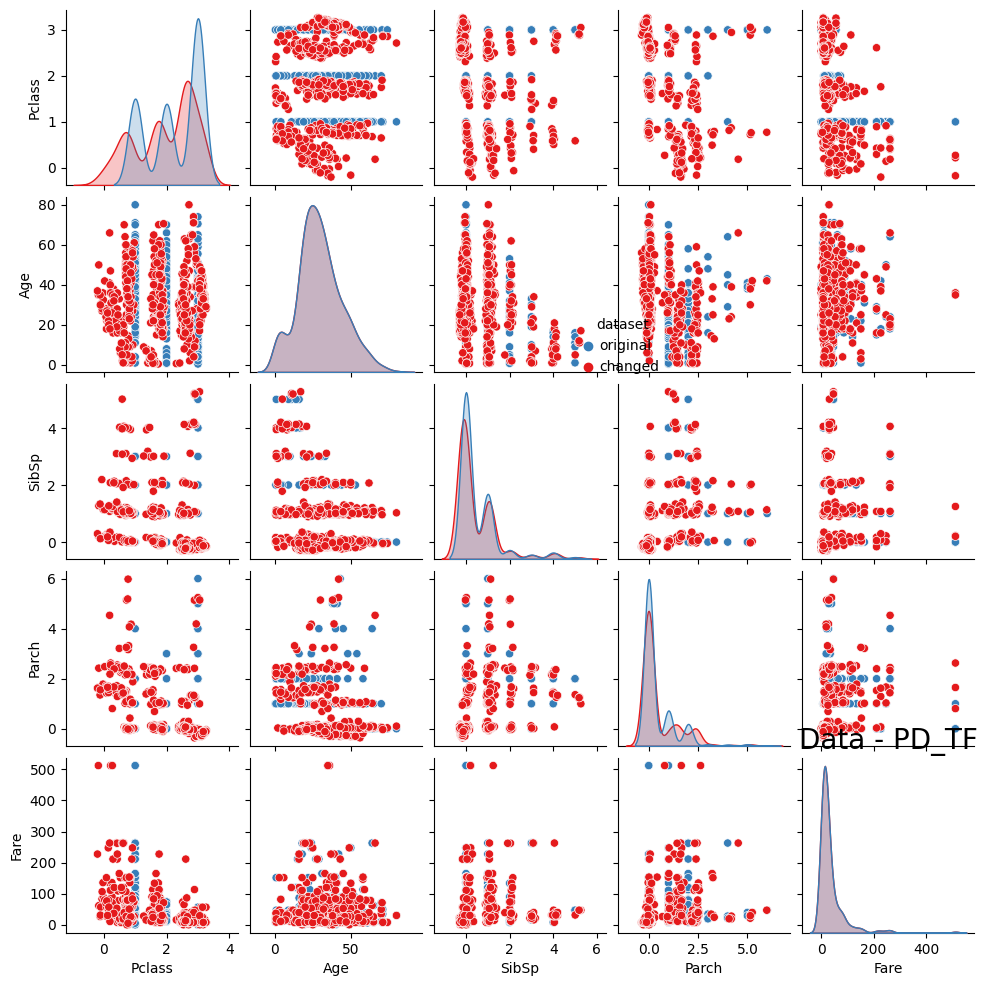 3
2
1
0
Pclass
80
60
40
20
0
Age
dataset
original
changed
4
2
0
SibSp
6
4
2
0
Parch
Data - PD_TF
500
400
300
200
100
0
Fare
0 2 4
0 50
0 2 4 6
0.0 2.5 5.0
0 200 400
Pclass Age SibSp Parch Fare